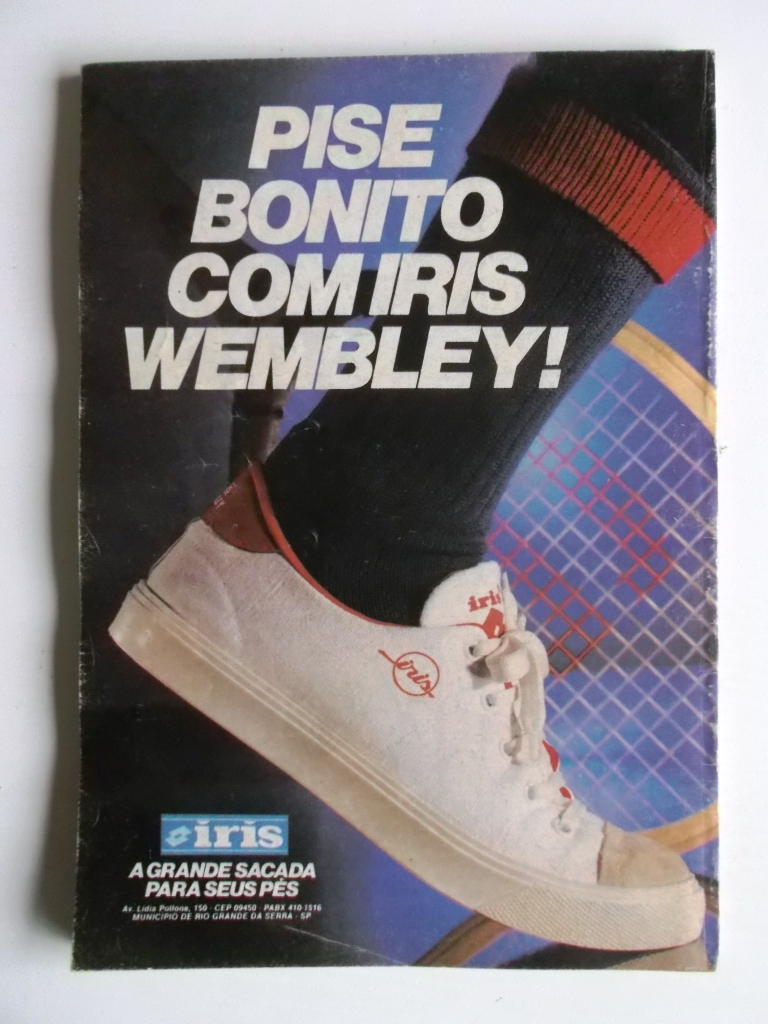 PISE
BONITO
COM IRIS
WEMBLEY!
iris
iris
iris
A GRANDE SACADA
PARA SEUS PÉS
Av. Lídia Pollone, 150 - CEP 09450 - PABX 410-1516
MUNICÍPIO DE RIO GRANDE DA SERRA - SP